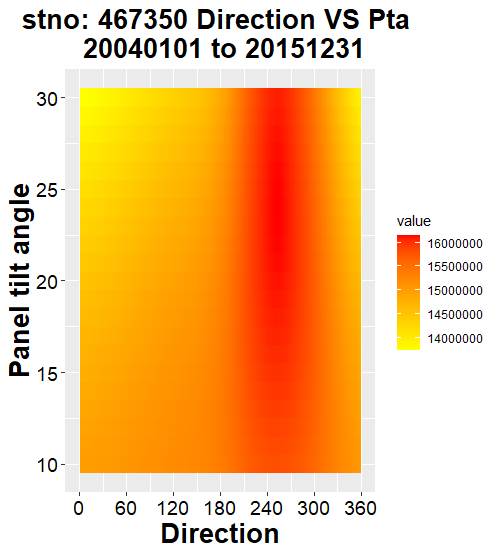 stno: 467350 Direction VS Pta
20040101 to 20151231
Panel tilt angle
30
25
20
15
10
0 60 120 180 240 300 360
Direction
value
16000000
15500000
15000000
14500000
14000000